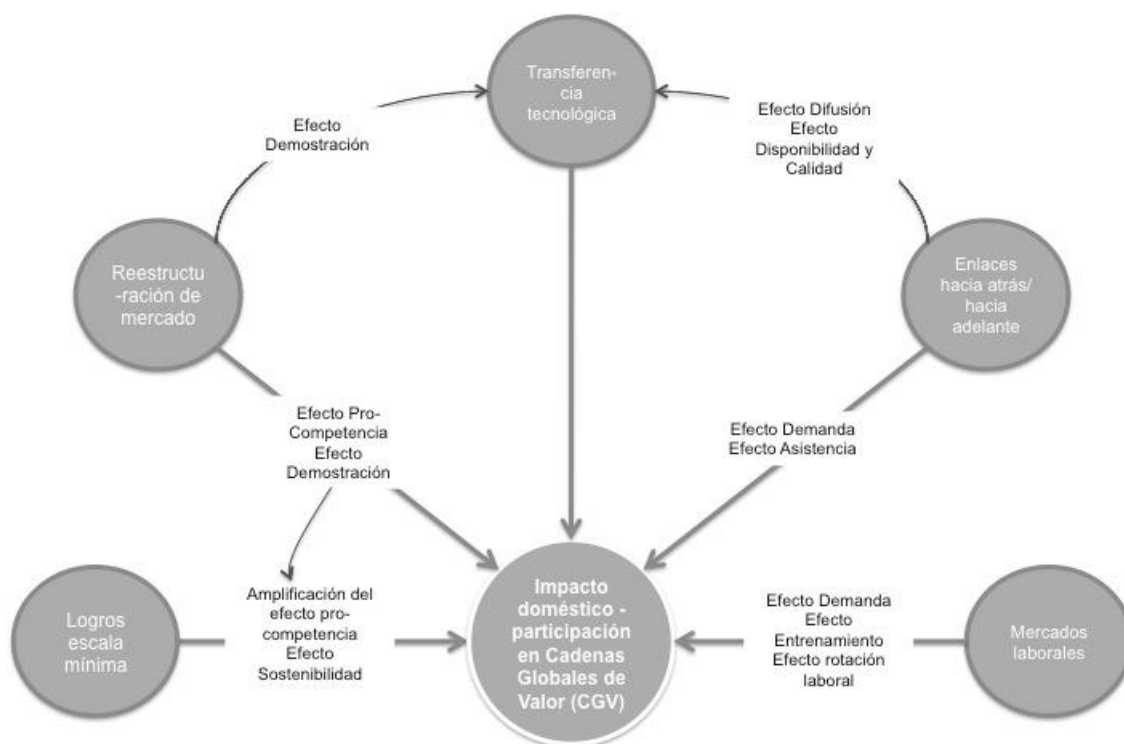 Transferen-
cia
tecnológica
Efecto
Demostración
Efecto Difusión
Efecto
Disponibilidad y
Calidad
Reestructu
-ración de
mercado
Enlaces
hacia atrás/
hacia
adelante
Efecto Pro-
Competencia
Efecto
Demostración
Efecto Demanda
Efecto Asistencia
Logros
escala
mínima
Amplificación del
efecto pro-
competencia
Efecto
Sostenibilidad
Impacto
doméstico -
participación
en Cadenas
Globales de
Valor (CGV)
Efecto Demanda
Efecto
Entrenamiento
Efecto rotación
laboral
Mercados
laborales